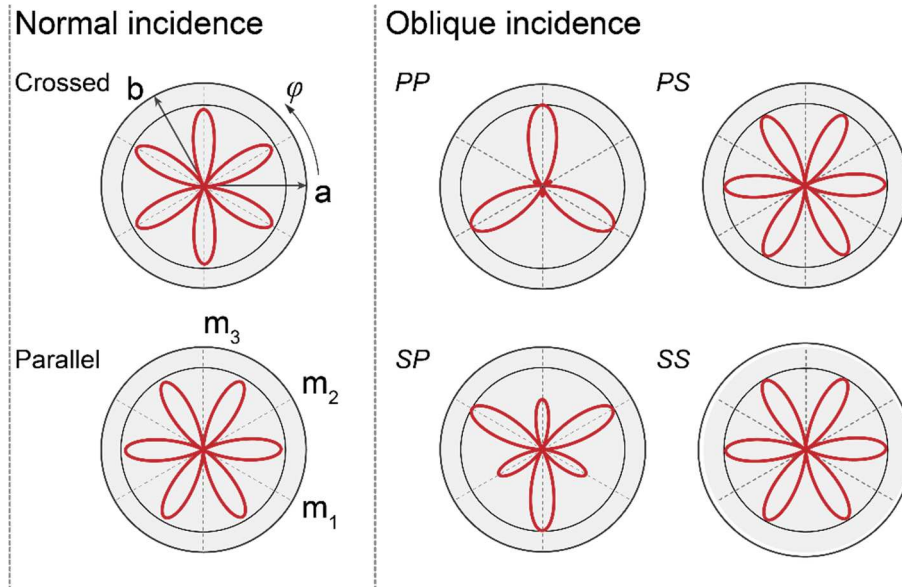 Normal incidence
Crossed
b
φ
a
Parallel
m3
m2
m1
Oblique incidence
PP
PS
SP
SS